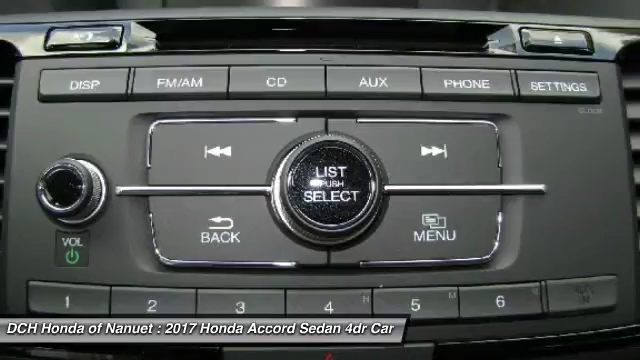 DISP FM/AM CD AUX PHONE SETTINGS
CLOCK
LIST
PUSH
SELECT
BACK MENU
VOL
1 2 3 4 H 5 M 6
DCH Honda of Nanuet : 2017 Honda Accord Sedan 4dr Car